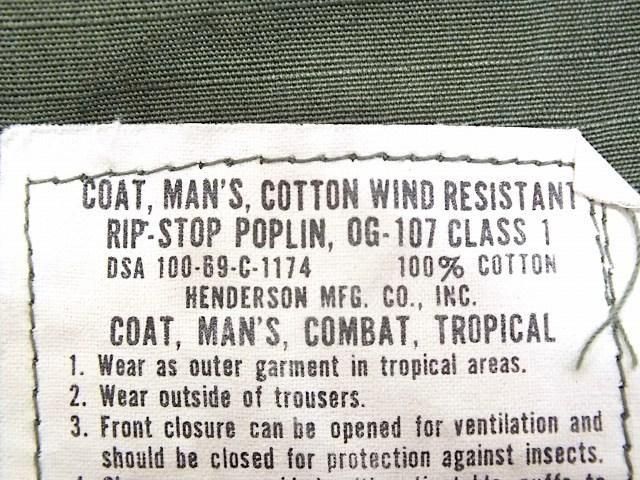 COAT, MAN'S, COTTON WIND RESISTANT
RIP-STOP POPLIN, OG-107 CLASS 1
DSA 100-69-C-1174 100% COTTON
HENDERSON MFG. CO., INC.
COAT, MAN'S, COMBAT, TROPICAL
1. Wear as outer garment in tropical areas.
2. Wear outside of trousers.
3. Front closure can be opened for ventilation and
should be closed for protection against insects.